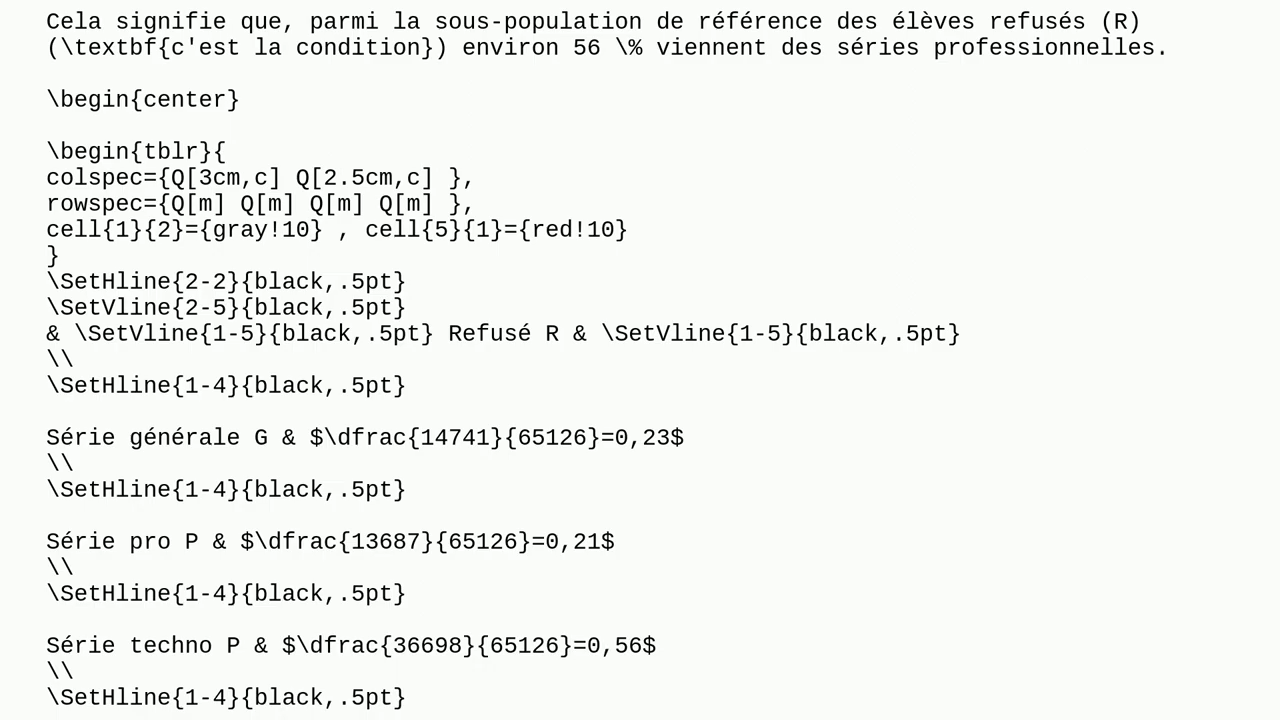 Cela signifie que, parmi la sous-population de référence des élèves refusés (R)
(\textbf{c'est la condition}) environ 56 \% viennent des séries professionnelles.
\begin{center}
\begin{tblr}{
colspec={Q[3cm,c] Q[2.5cm,c] },
rowspec={Q[m] Q[m] Q[m] Q[m] },
cell{1}{2}={gray!10} , cell{5}{1}={red!10}
}
\SetHline{2-2}{black,.5pt}
\SetVline{2-5}{black,.5pt}
& \SetVline{1-5}{black,.5pt} Refusé R & \SetVline{1-5}{black,.5pt}
\\
\SetHline{1-4}{black,.5pt}
Série générale G & $\dfrac{14741}{65126}=0,23$
\\
\SetHline{1-4}{black,.5pt}
Série pro P & $\dfrac{13687}{65126}=0,21$
\\
\SetHline{1-4}{black,.5pt}
Série techno P & $\dfrac{36698}{65126}=0,56$
\\
\SetHline{1-4}{black,.5pt}